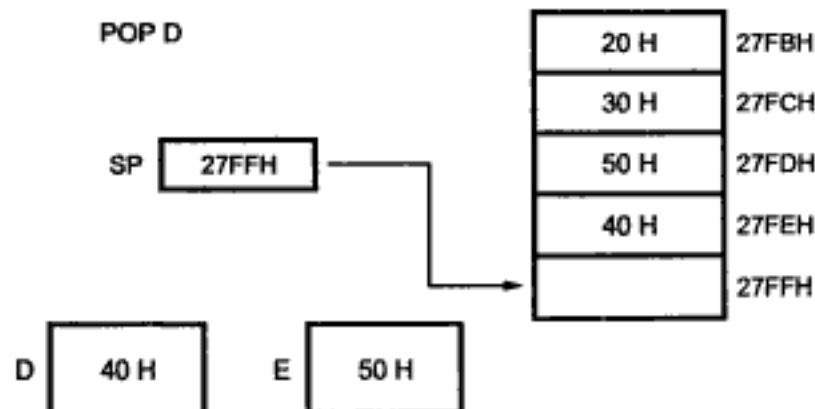 POP D
20 H 27FBH
30 H 27FCH
SP 27FFH 50 H 27FDH
40 H 27FEH
27FFH
D 40 H E 50 H